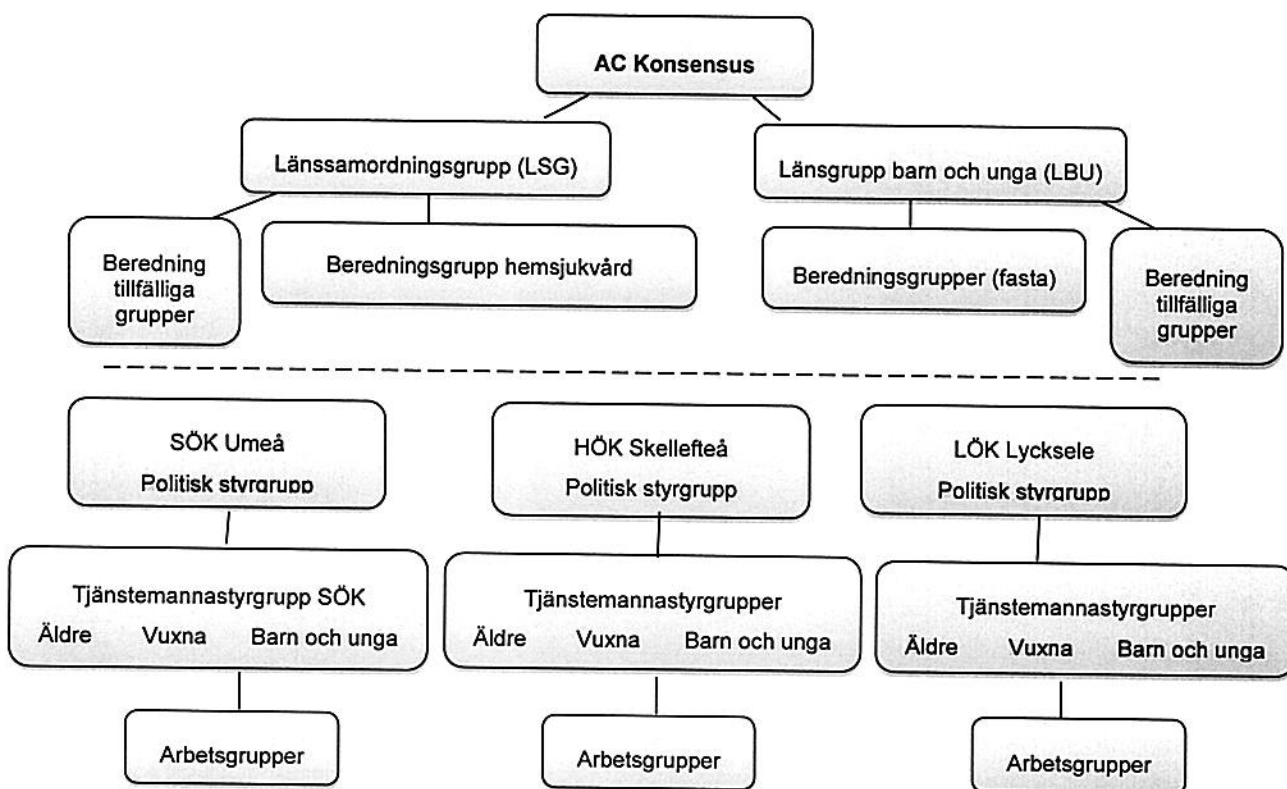 AC Konsensus
Länssamordningsgrupp (LSG)
Länsgrupp barn och unga (LBU)
Beredning
tillfälliga
grupper
Beredningsgrupp hemsjukvård
Beredningsgrupper (fasta)
Beredning
tillfälliga
grupper
SÖK Umeå
Politisk styrgrupp
HÖK Skellefteå
Politisk styrgrupp
LÖK Lycksele
Politisk styrgrupp
Tjänstemannastyrgrupp SÖK
Äldre Vuxna Barn och unga
Tjänstemannastyrgrupper
Äldre Vuxna Barn och unga
Tjänstemannastyrgrupper
Äldre Vuxna Barn och unga
Arbetsgrupper
Arbetsgrupper
Arbetsgrupper